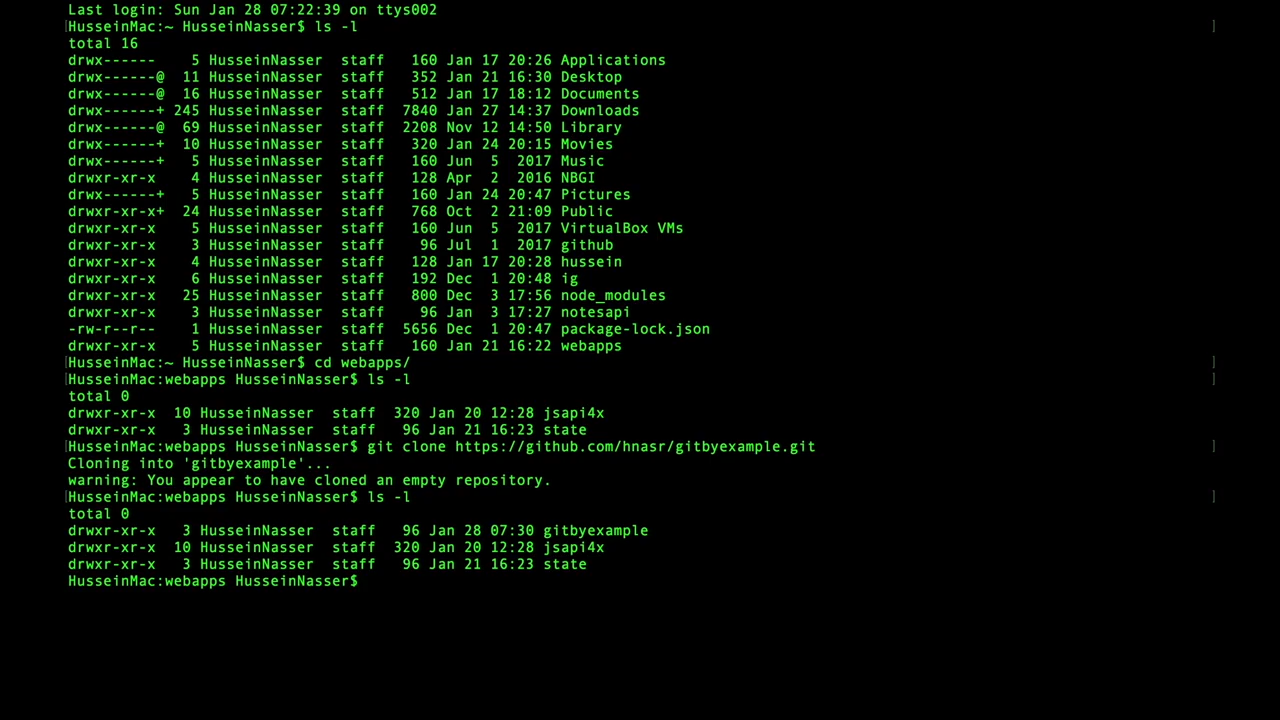 Last login: Sun Jan 28 07:22:39 on ttys002
[HusseinMac:~ HusseinNasser$ ls -l ]
total 16
drwx------   5 HusseinNasser  staff   160 Jan 17 20:26 Applications
drwx------@  11 HusseinNasser  staff   352 Jan 21 16:30 Desktop
drwx------@  16 HusseinNasser  staff   512 Jan 17 18:12 Documents
drwx------+ 245 HusseinNasser  staff  7840 Jan 27 14:37 Downloads
drwx------@  69 HusseinNasser  staff  2208 Nov 12 14:50 Library
drwx------+  10 HusseinNasser  staff   320 Jan 24 20:15 Movies
drwx------+   5 HusseinNasser  staff   160 Jun  5  2017 Music
drwxr-xr-x    4 HusseinNasser  staff   128 Apr  2  2016 NBGI
drwx------+   5 HusseinNasser  staff   160 Jan 24 20:47 Pictures
drwxr-xr-x+  24 HusseinNasser  staff   768 Oct  2 21:09 Public
drwxr-xr-x    5 HusseinNasser  staff   160 Jun  5  2017 VirtualBox VMs
drwxr-xr-x    3 HusseinNasser  staff    96 Jul  1  2017 github
drwxr-xr-x    4 HusseinNasser  staff   128 Jan 17 20:28 hussein
drwxr-xr-x    6 HusseinNasser  staff   192 Dec  1 20:48 ig
drwxr-xr-x   25 HusseinNasser  staff   800 Dec  3 17:56 node_modules
drwxr-xr-x    3 HusseinNasser  staff    96 Jan  3 17:27 notesapi
-rw-r--r--    1 HusseinNasser  staff  5656 Dec  1 20:47 package-lock.json
drwxr-xr-x    5 HusseinNasser  staff   160 Jan 21 16:22 webapps
[HusseinMac:~ HusseinNasser$ cd webapps/ ]
[HusseinMac:webapps HusseinNasser$ ls -l ]
total 0
drwxr-xr-x  10 HusseinNasser  staff  320 Jan 20 12:28 jsapi4x
drwxr-xr-x   3 HusseinNasser  staff   96 Jan 21 16:23 state
[HusseinMac:webapps HusseinNasser$ git clone https://github.com/hnasr/gitbyexample.git ]
Cloning into 'gitbyexample'...
warning: You appear to have cloned an empty repository.
[HusseinMac:webapps HusseinNasser$ ls -l ]
total 0
drwxr-xr-x   3 HusseinNasser  staff   96 Jan 28 07:30 gitbyexample
drwxr-xr-x  10 HusseinNasser  staff  320 Jan 20 12:28 jsapi4x
drwxr-xr-x   3 HusseinNasser  staff   96 Jan 21 16:23 state
HusseinMac:webapps HusseinNasser$